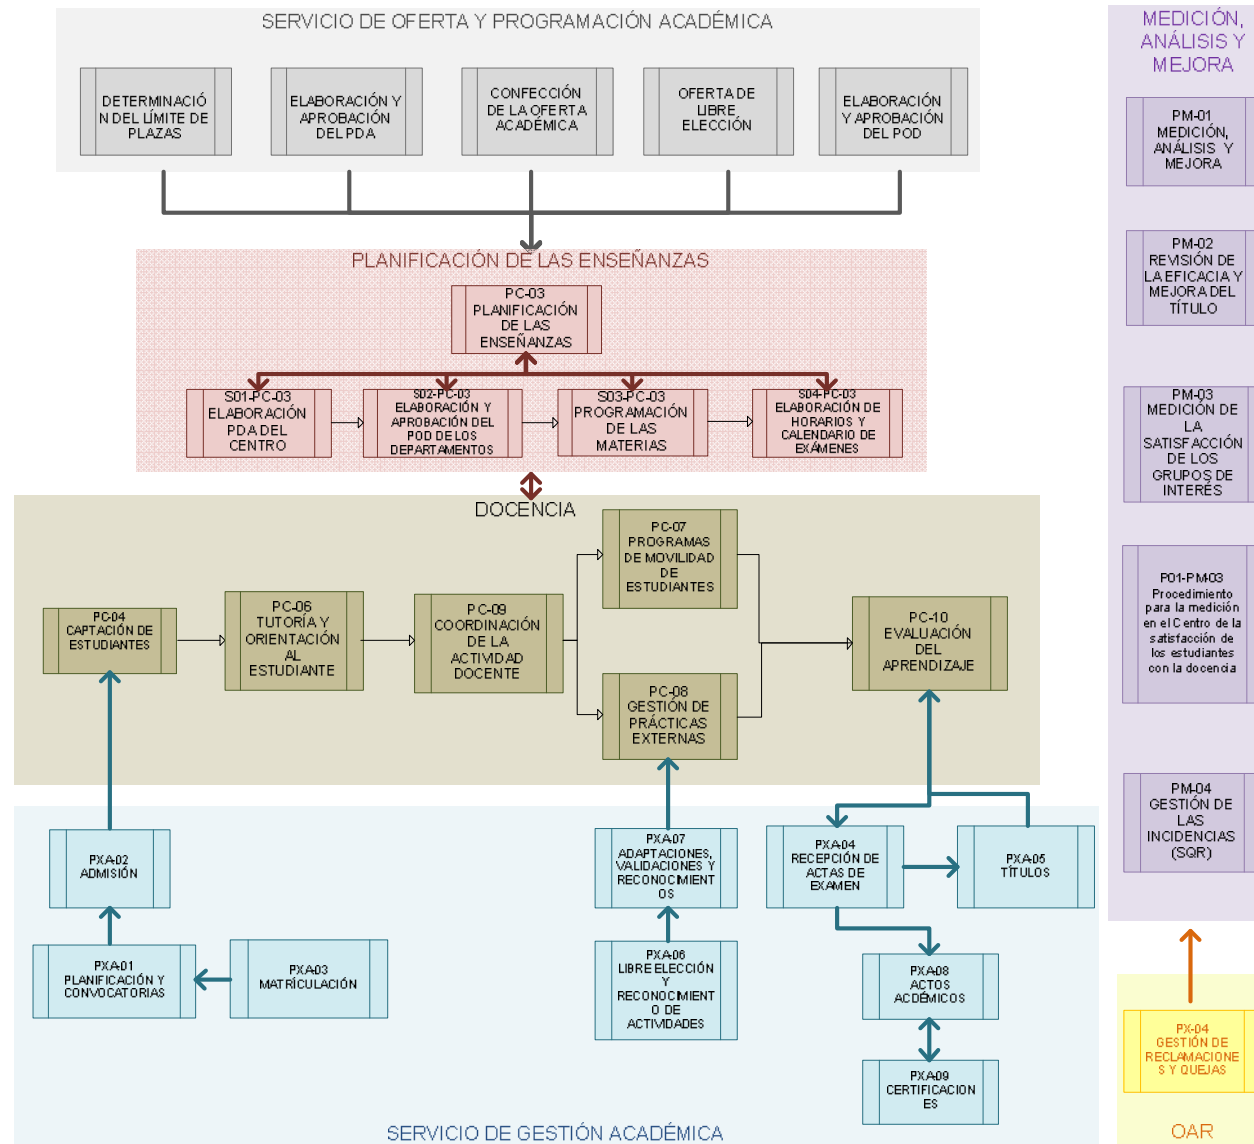 SERVICIO DE OFERTA Y PROGRAMACIÓN ACADÉMICA
DETERMINACIÓ
N DEL LÍMITE DE
PLAZAS
ELABORACIÓN Y
APROBACIÓN
DEL PDA
CONFECCIÓN
DE LA OFERTA
ACADÉMICA
OFERTA DE
LIBRE
ELECCIÓN
ELABORACIÓN
Y APROBACIÓN
DEL POD
PLANIFICACIÓN DE LAS ENSEÑANZAS
PC-03
PLANIFICACIÓN
DE LAS
ENSEÑANZAS
S01-PC-03
ELABORACIÓN
PDA DEL
CENTRO
S02-PC-03
ELABORACIÓN Y
APROBACIÓN DEL
POD DE LOS
DEPARTAMENTOS
S03-PC-03
PROGRAMACIÓN
DE LAS
MATERIAS
S04-PC-03
ELABORACIÓN DE
HORARIOS Y
CALENDARIO DE
EXÁMENES
DOCENCIA
PC-04
CAPTACIÓN DE
ESTUDIANTES
PC-06
TUTORÍA Y
ORIENTACIÓN
AL
ESTUDIANTE
PC-09
COORDINACIÓN
DE LA
ACTIVIDAD
DOCENTE
PC-07
PROGRAMAS
DE MOVILIDAD
DE
ESTUDIANTES
PC-08
GESTIÓN DE
PRÁCTICAS
EXTERNAS
PC-10
EVALUACIÓN
DEL
APRENDIZAJE
PXA-02
ADMISIÓN
PXA-01
PLANIFICACIÓN Y
CONVOCATORIAS
PXA-03
MATRÍCULACIÓN
PXA-07
ADAPTACIONES,
VALIDACIONES Y
RECONOCIMIENT
OS
PXA-06
LIBRE ELECCIÓN
Y
RECONOCIMIENT
O DE
ACTIVIDADES
PXA-04
RECEPCIÓN DE
ACTAS DE
EXAMEN
PXA-05
TÍTULOS
PXA-08
ACTOS
ACDÉMICOS
PXA-09
CERTIFICACION
ES
SERVICIO DE GESTIÓN ACADÉMICA
MEDICIÓN,
ANÁLISIS Y
MEJORA
PM-01
MEDICIÓN,
ANÁLISIS Y
MEJORA
PM-02
REVISIÓN DE
LA EFICACIA Y
MEJORA DEL
TÍTULO
PM-03
MEDICIÓN DE
LA
SATISFACCIÓN
DE LOS
GRUPOS DE
INTERÉS
P01-PM-03
Procedimiento
para la medición
en el Centro de la
satisfacción de
los estudiantes
con la docencia
PM-04
GESTIÓN DE
LAS
INCIDENCIAS
(SQR)
PX-04
GESTIÓN DE
RECLAMACIONE
S Y QUEJAS
OAR